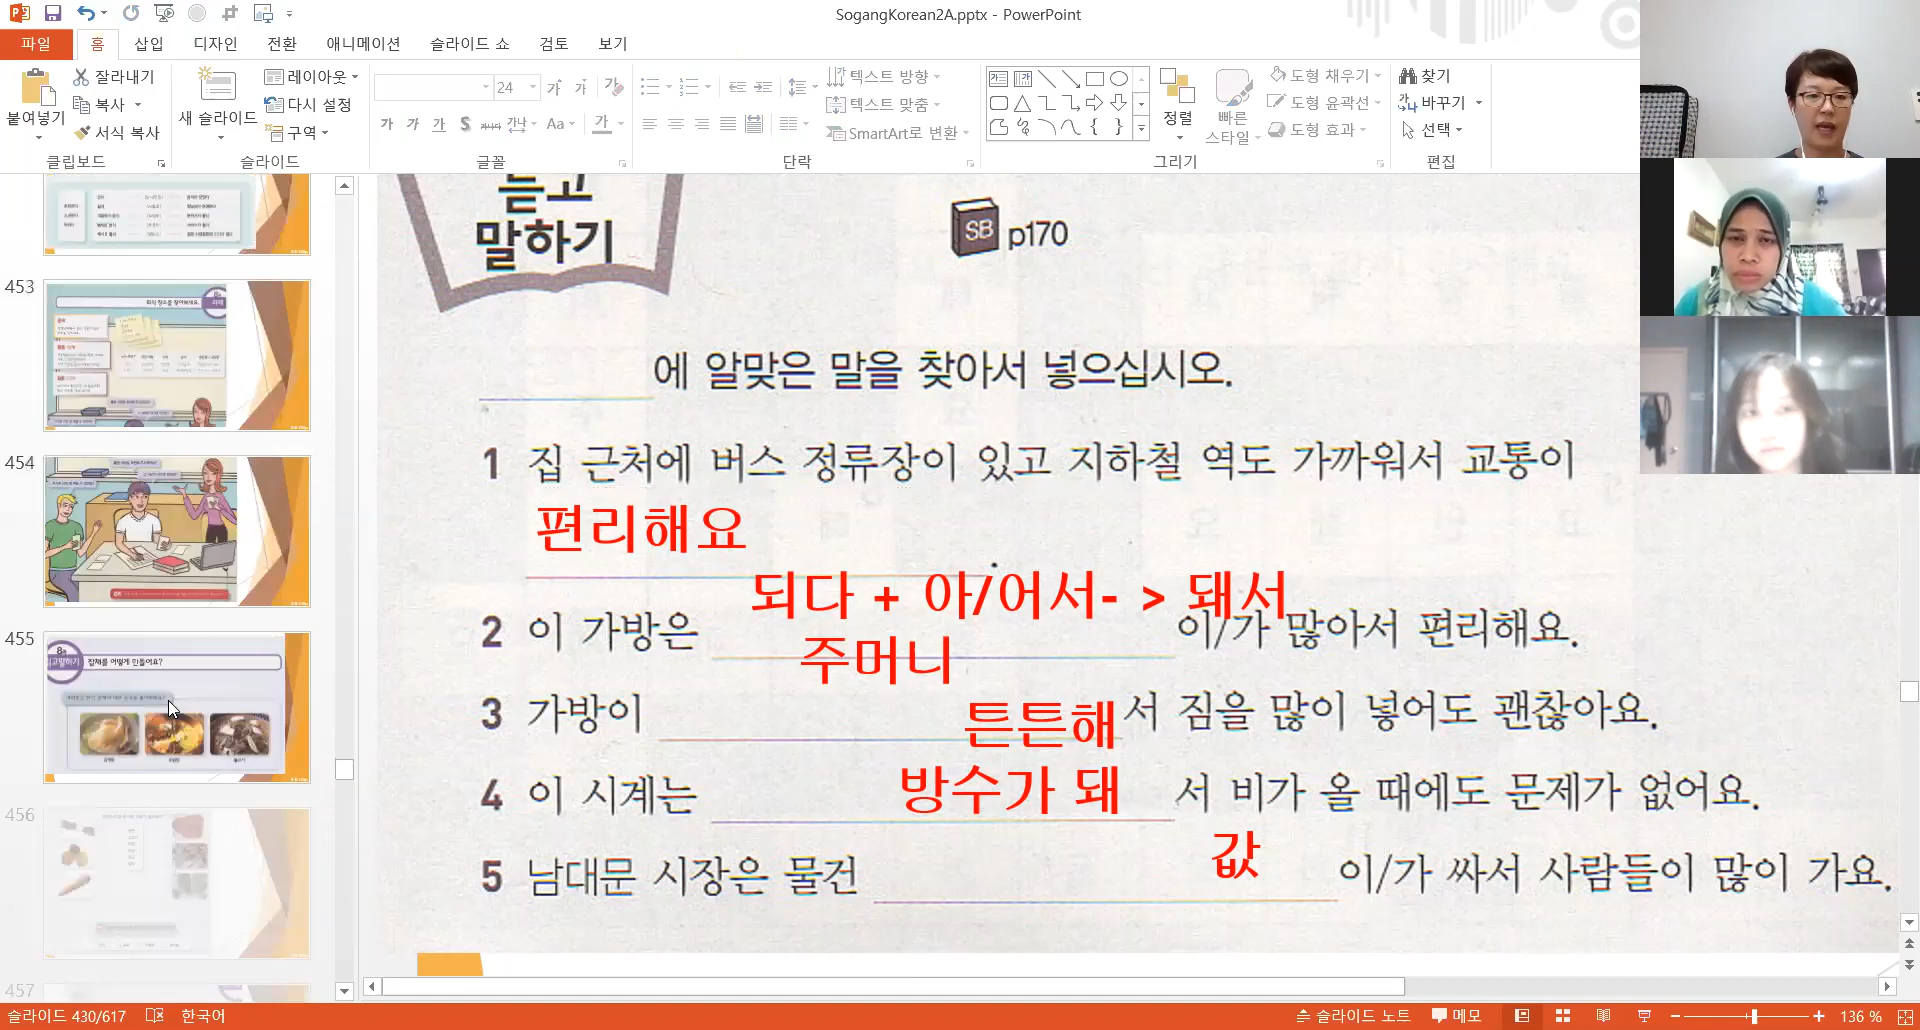 SogangKorean2A.pptx - PowerPoint
파일 홈 삽입 디자인 전환 애니메이션 슬라이드 쇼 검토 보기
붙여넣기
잘라내기
복사
서식 복사
클립보드
새 슬라이드
레이아웃
다시 설정
구역
슬라이드
24
글꼴
텍스트 방향
텍스트 맞춤
SmartArt로 변환
단락
정렬
빠른 스타일
도형 채우기
도형 윤곽선
도형 효과
그리기
찾기
바꾸기
선택
편집
453
454
455
잡채를 어떻게 만들어요?
456
457
듣고
말하기
SB p170
에 알맞은 말을 찾아서 넣으십시오.
1 집 근처에 버스 정류장이 있고 지하철 역도 가까워서 교통이
편리해요 .
되다 + 아/어서- > 돼서
2 이 가방은 주머니 이/가 많아서 편리해요.
3 가방이 튼튼해 서 짐을 많이 넣어도 괜찮아요.
4 이 시계는 방수가 돼 서 비가 올 때에도 문제가 없어요.
5 남대문 시장은 물건 값 이/가 싸서 사람들이 많이 가요.
슬라이드 430/617 한국어 슬라이드 노트 메모 136 %